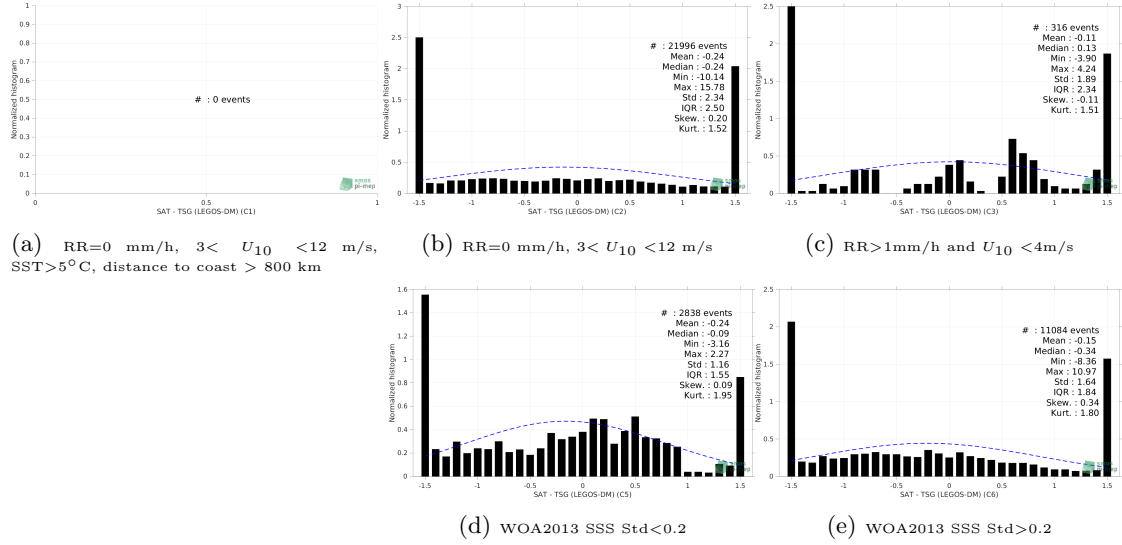 1
0.9
0.8
0.7
0.6
0.5
0.4
0.3
0.2
0.1
0
Normalized histogram
# : 0 events
smos
pi-mep
0 0.5 1
SAT - TSG (LEGOS-DM) (C1)
(a) RR=0 mm/h, 3< U10 <12 m/s,
SST>5°C, distance to coast > 800 km
3
2.5
2
1.5
1
0.5
0
Normalized histogram
# : 21996 events
Mean : -0.24
Median : -0.24
Min : -10.14
Max : 15.78
Std : 2.34
IQR : 2.50
Skew. : 0.20
Kurt. : 1.52
smos
pi-mep
-1.5 -1 -0.5 0 0.5 1 1.5
SAT - TSG (LEGOS-DM) (C2)
(b) RR=0 mm/h, 3< U10 <12 m/s
2.5
2
1.5
1
0.5
0
Normalized histogram
# : 316 events
Mean : -0.11
Median : 0.13
Min : -3.90
Max : 4.24
Std : 1.89
IQR : 2.34
Skew. : -0.11
Kurt. : 1.51
smos
pi-mep
-1.5 -1 -0.5 0 0.5 1 1.5
SAT - TSG (LEGOS-DM) (C3)
(c) RR>1mm/h and U10 <4m/s
1.6
1.4
1.2
1
0.8
0.6
0.4
0.2
0
Normalized histogram
# : 2838 events
Mean : -0.24
Median : -0.09
Min : -3.16
Max : 2.27
Std : 1.16
IQR : 1.55
Skew. : 0.09
Kurt. : 1.95
smos
pi-mep
-1.5 -1 -0.5 0 0.5 1 1.5
SAT - TSG (LEGOS-DM) (C5)
(d) WOA2013 SSS Std<0.2
2.5
2
1.5
1
0.5
0
Normalized histogram
# : 11084 events
Mean : -0.15
Median : -0.34
Min : -8.36
Max : 10.97
Std : 1.64
IQR : 1.84
Skew. : 0.34
Kurt. : 1.80
smos
pi-mep
-1.5 -1 -0.5 0 0.5 1 1.5
SAT - TSG (LEGOS-DM) (C6)
(e) WOA2013 SSS Std>0.2